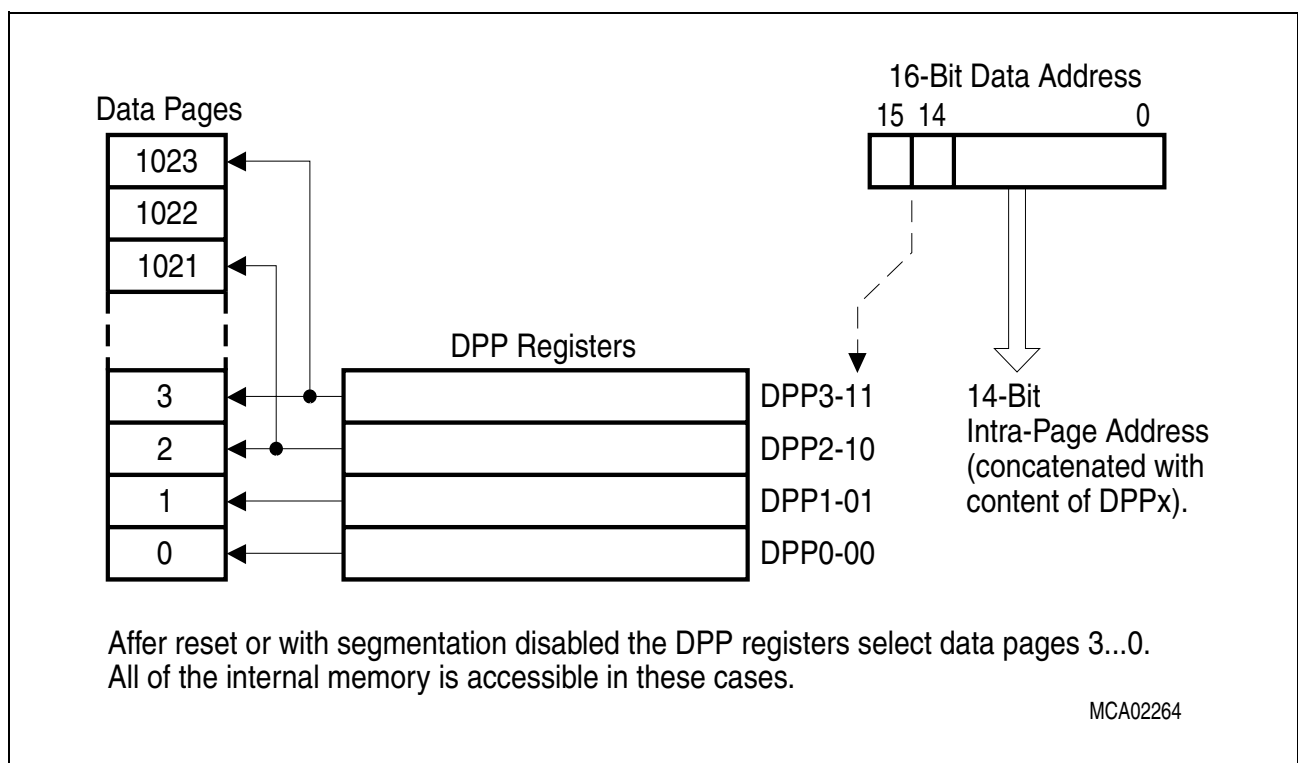 16-Bit Data Address
Data Pages
15 14 0
1023
1022
1021
DPP Registers
3
DPP3-11
2
DPP2-10
1
DPP1-01
0
DPP0-00
14-Bit
Intra-Page Address
(concatenated with
content of DPPx).
Affer reset or with segmentation disabled the DPP registers select data pages 3...0.
All of the internal memory is accessible in these cases.
MCA02264